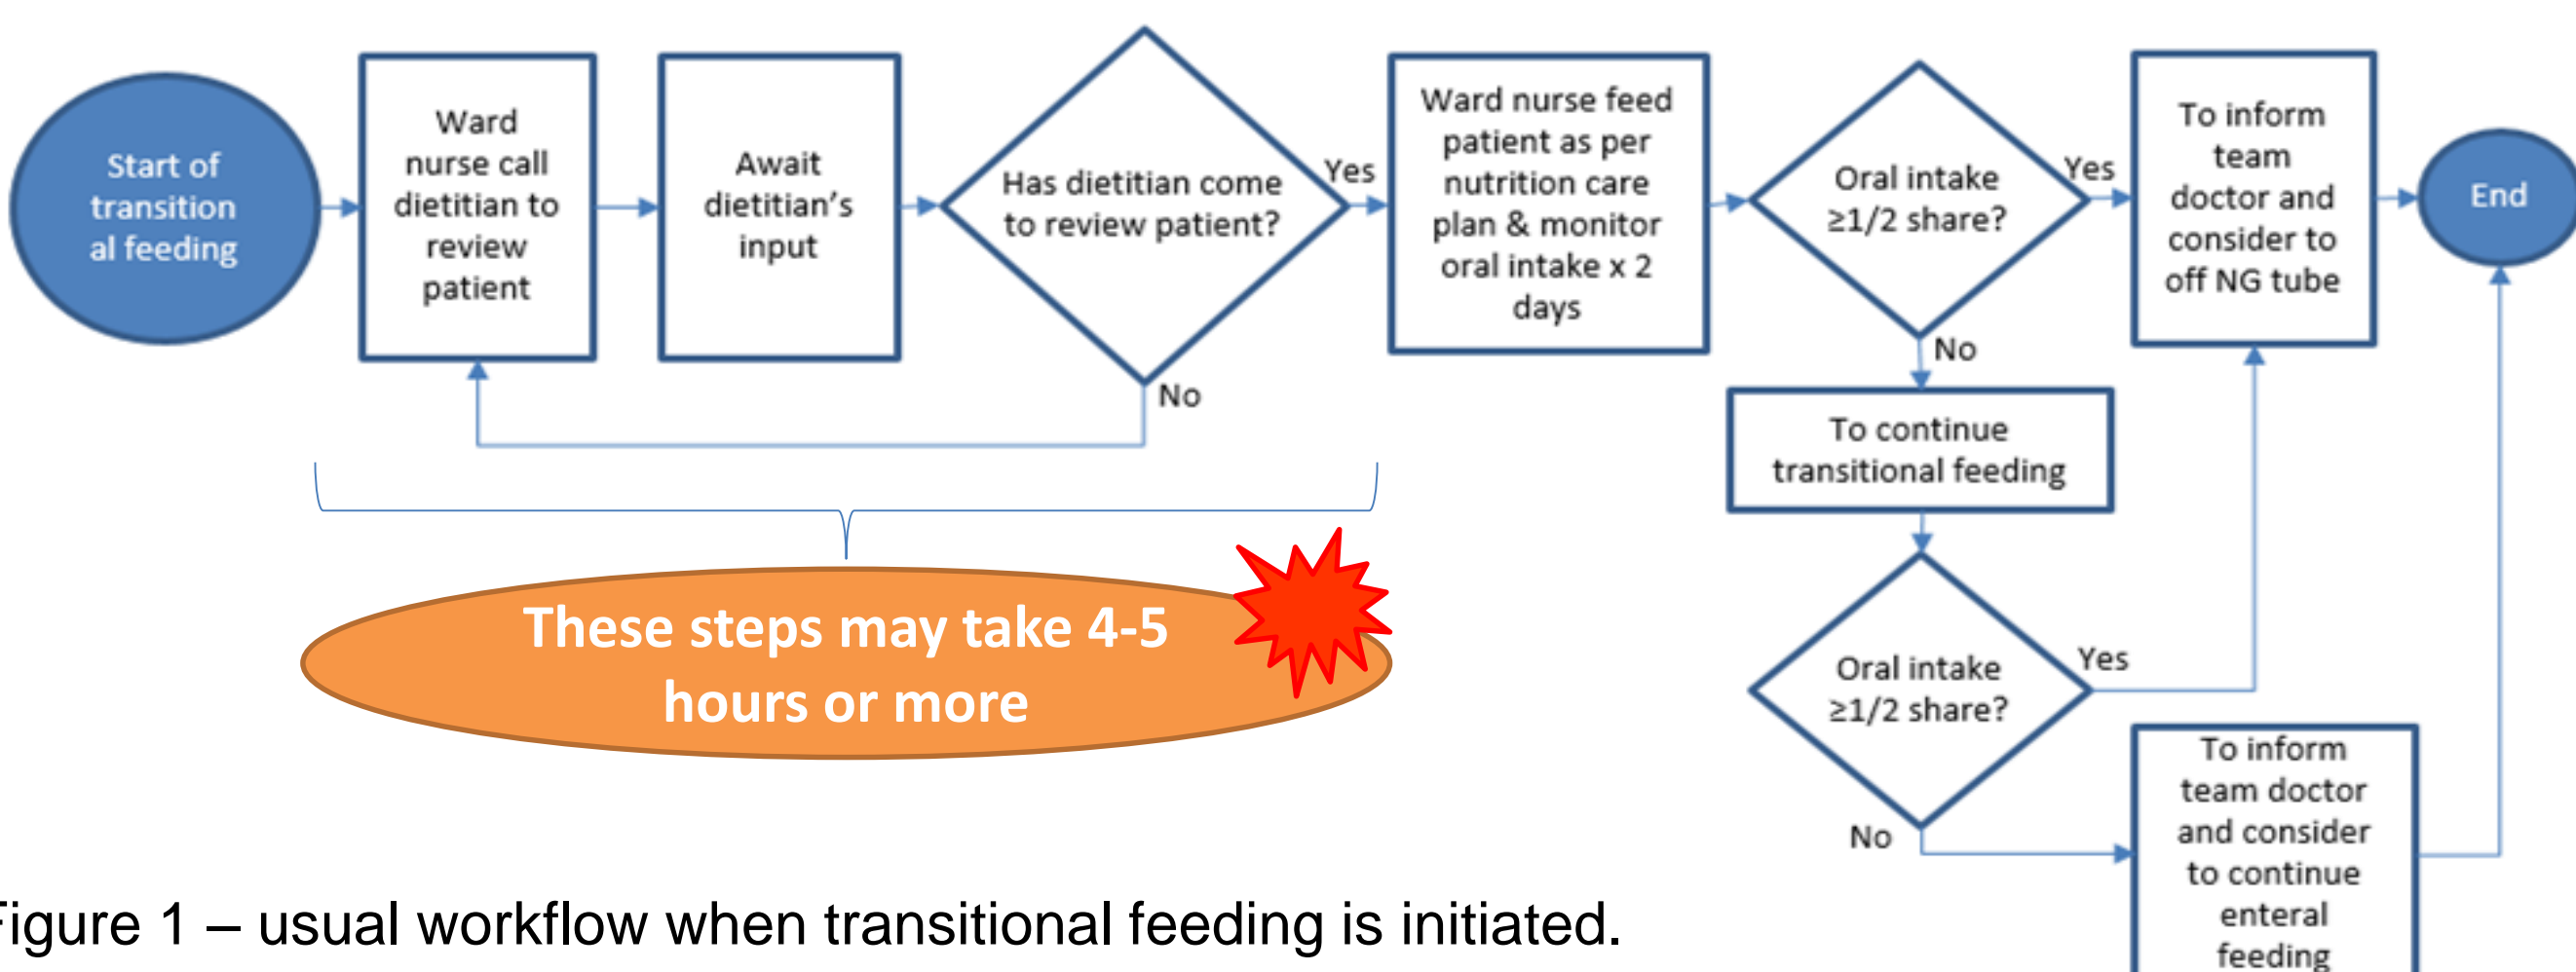 Start of
transition
al feeding
Ward
nurse call
dietitian to
review
patient
Await
dietitian's
input
Has dietitian come
to review patient?
Yes
No
Ward nurse feed
patient as per
nutrition care
plan & monitor
oral intake x 2
days
Oral intake
≥1/2 share?
Yes
No
To inform
team
doctor and
consider to
off NG tube
End
To continue
transitional feeding
These steps may take 4-5
hours or more
Oral intake
≥1/2 share?
Yes
No
To inform
team doctor
and consider
to continue
enteral
feeding
Figure 1 – usual workflow when transitional feeding is initiated.